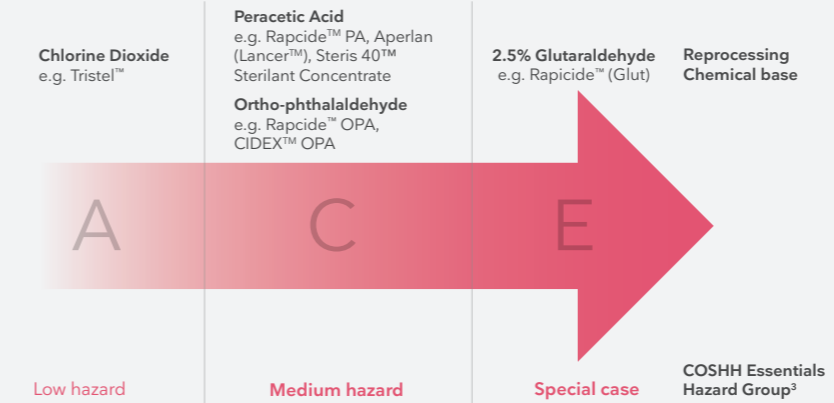 Chlorine Dioxide
e.g. Tristel™
Peracetic Acid
e.g. Rapcide™ PA, Aperlan
(Lancer™), Steris 40™
Sterilant Concentrate
Ortho-phthalaldehyde
e.g. Rapcide™ OPA,
CIDEX™ OPA
2.5% Glutaraldehyde
e.g. Rapicide™ (Glut)
Reprocessing
Chemical base
A
C
E
Low hazard
Medium hazard
Special case
COSHH Essentials
Hazard Group³